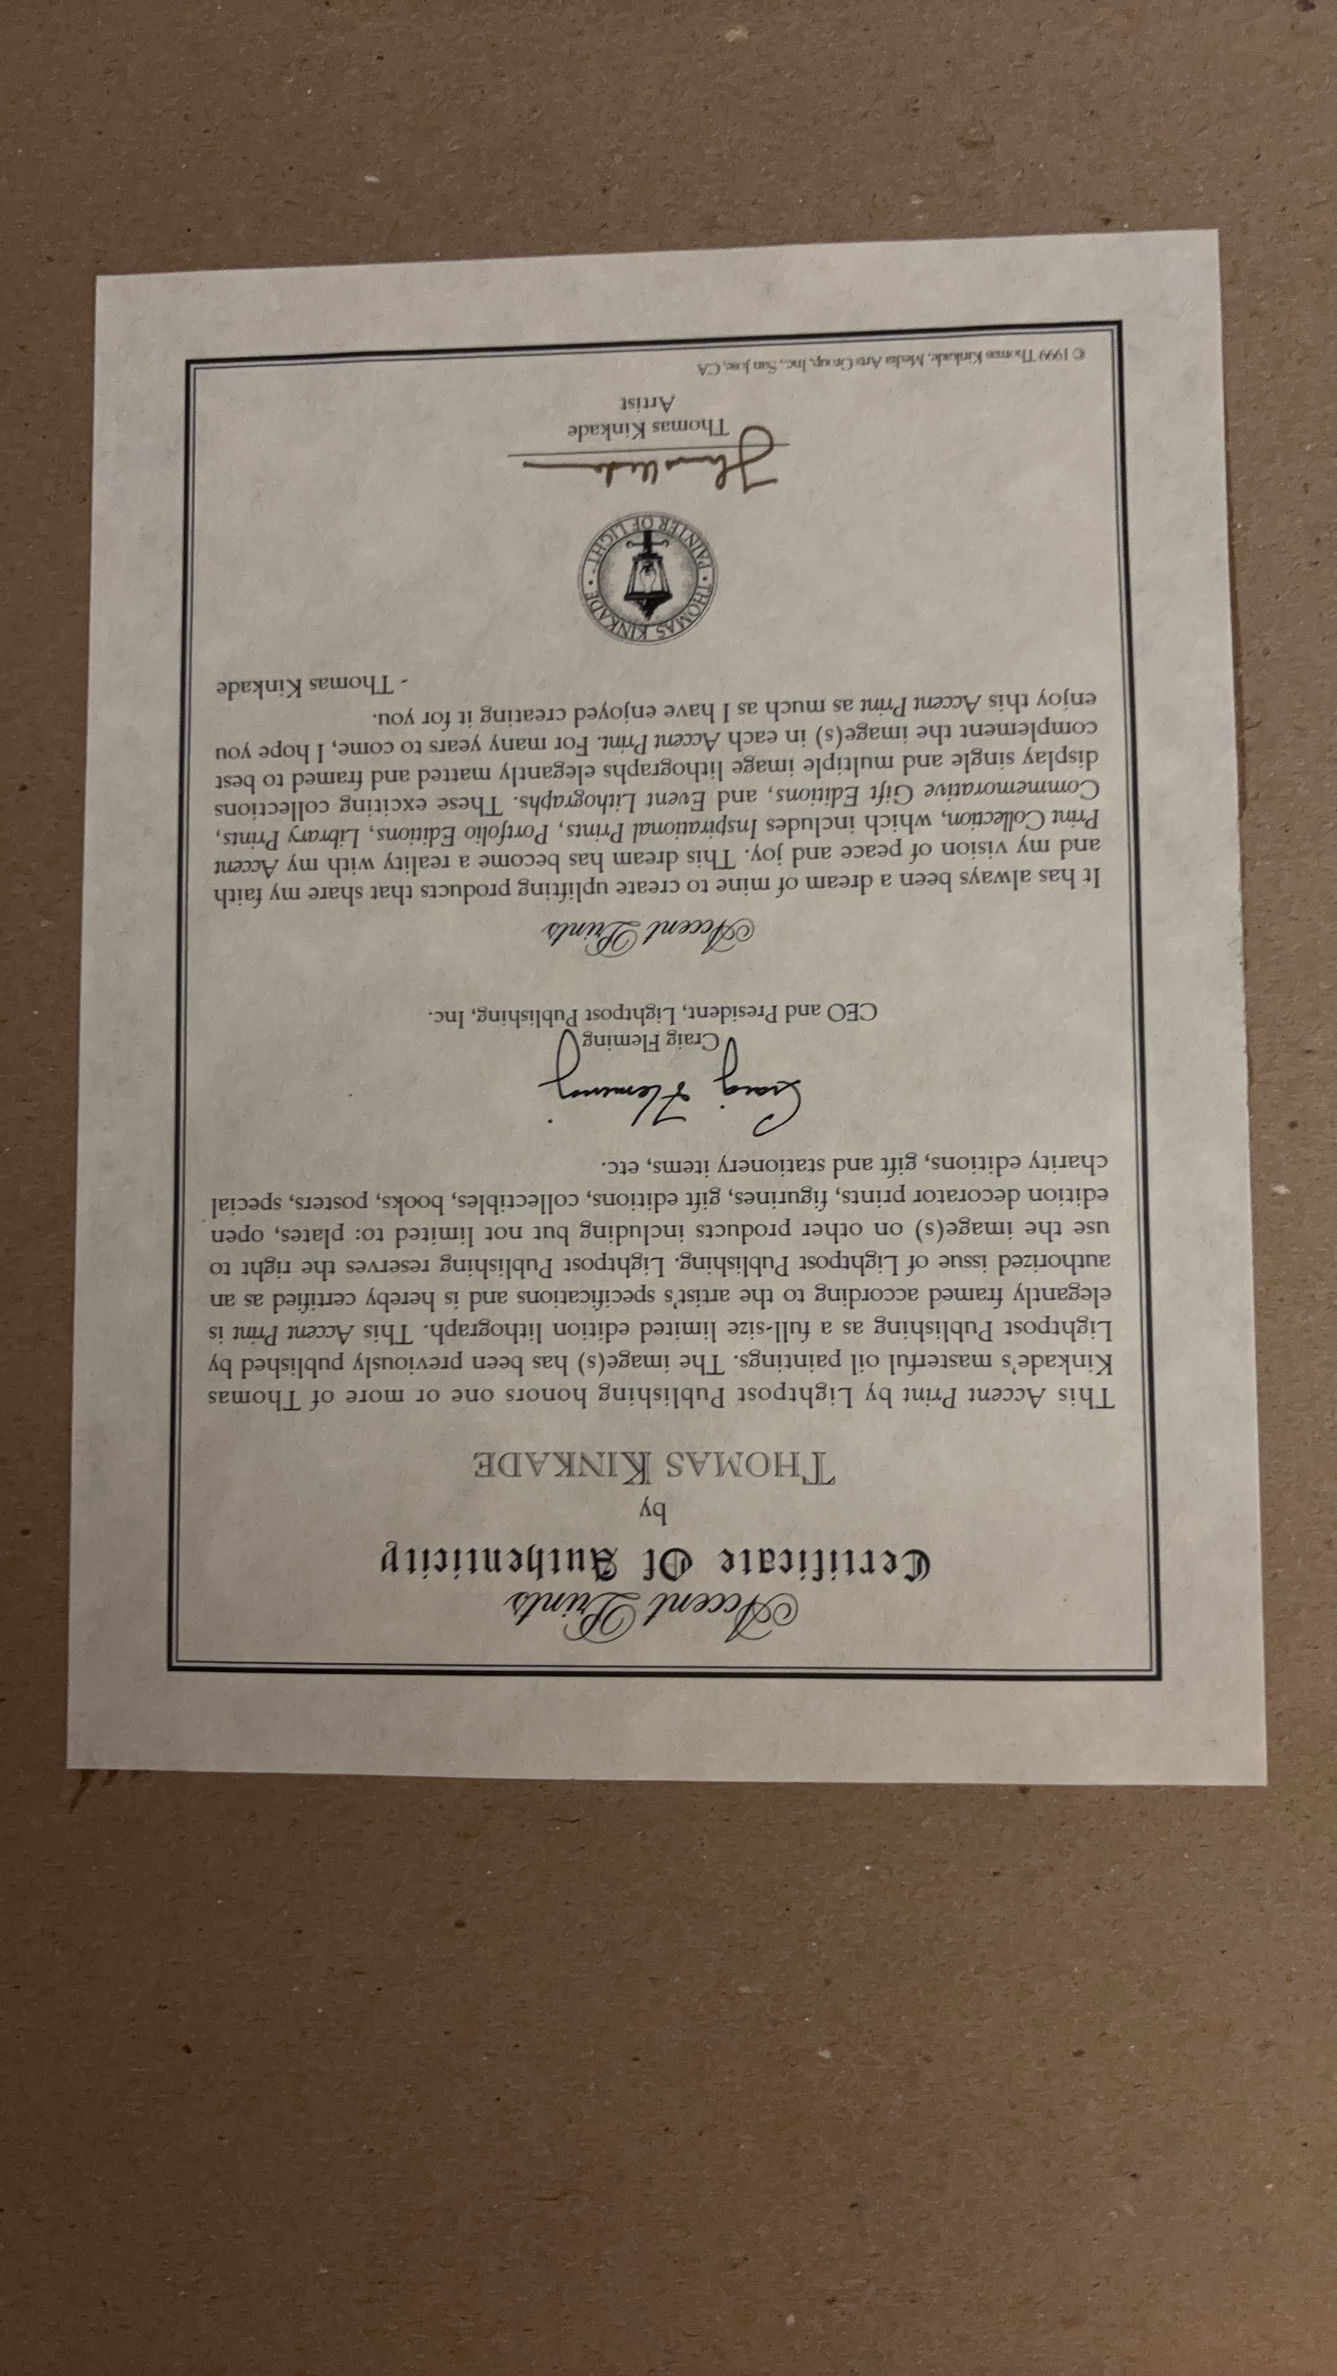 Accent Prints
Certificate Of Authenticity
by
THOMAS KINKADE
This Accent Print by Lightpost Publishing honors one or more of Thomas
Kinkade's masterful oil paintings. The image(s) has been previously published by
Lightpost Publishing as a full-size limited edition lithograph. This Accent Print is
elegantly framed according to the artist's specifications and is hereby certified as an
authorized issue of Lightpost Publishing. Lightpost Publishing reserves the right to
use the image(s) on other products including but not limited to: plates, open
edition decorator prints, figurines, gift editions, collectibles, books, posters, special
charity editions, gift and stationery items, etc.
Craig Fleming
Craig Fleming
CEO and President, Lightpost Publishing, Inc.
Accent Prints
It has always been a dream of mine to create uplifting products that share my faith
and my vision of peace and joy. This dream has become a reality with my Accent
Print Collection, which includes Inspirational Prints, Portfolio Editions, Library Prints,
Commemorative Gift Editions, and Event Lithographs. These exciting collections
display single and multiple image lithographs elegantly matted and framed to best
complement the image(s) in each Accent Print. For many years to come, I hope you
enjoy this Accent Print as much as I have enjoyed creating it for you.
- Thomas Kinkade
THOMAS KINKADE • PAINTER OF LIGHT •
Thomas Kinkade
Artist
© 1999 Thomas Kinkade, Media Arts Group, Inc., San Jose, CA